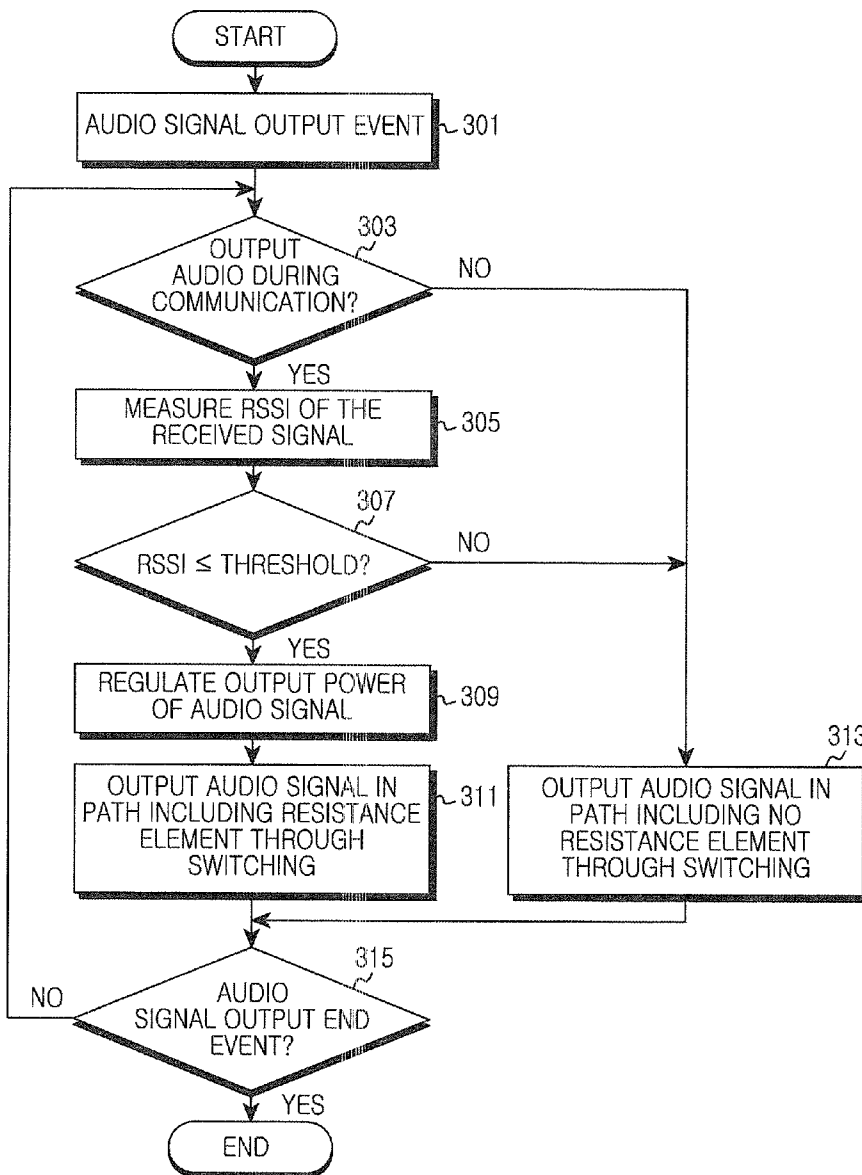 START
AUDIO SIGNAL OUTPUT EVENT
301
303
OUTPUT
AUDIO DURING
COMMUNICATION?
NO
YES
MEASURE RSSI OF THE
RECEIVED SIGNAL
305
307
RSSI ≤ THRESHOLD?
NO
YES
REGULATE OUTPUT POWER
OF AUDIO SIGNAL
309
OUTPUT AUDIO SIGNAL IN
PATH INCLUDING RESISTANCE
ELEMENT THROUGH
SWITCHING
311
313
OUTPUT AUDIO SIGNAL IN
PATH INCLUDING NO
RESISTANCE ELEMENT
THROUGH SWITCHING
315
NO
AUDIO
SIGNAL OUTPUT END
EVENT?
YES
END